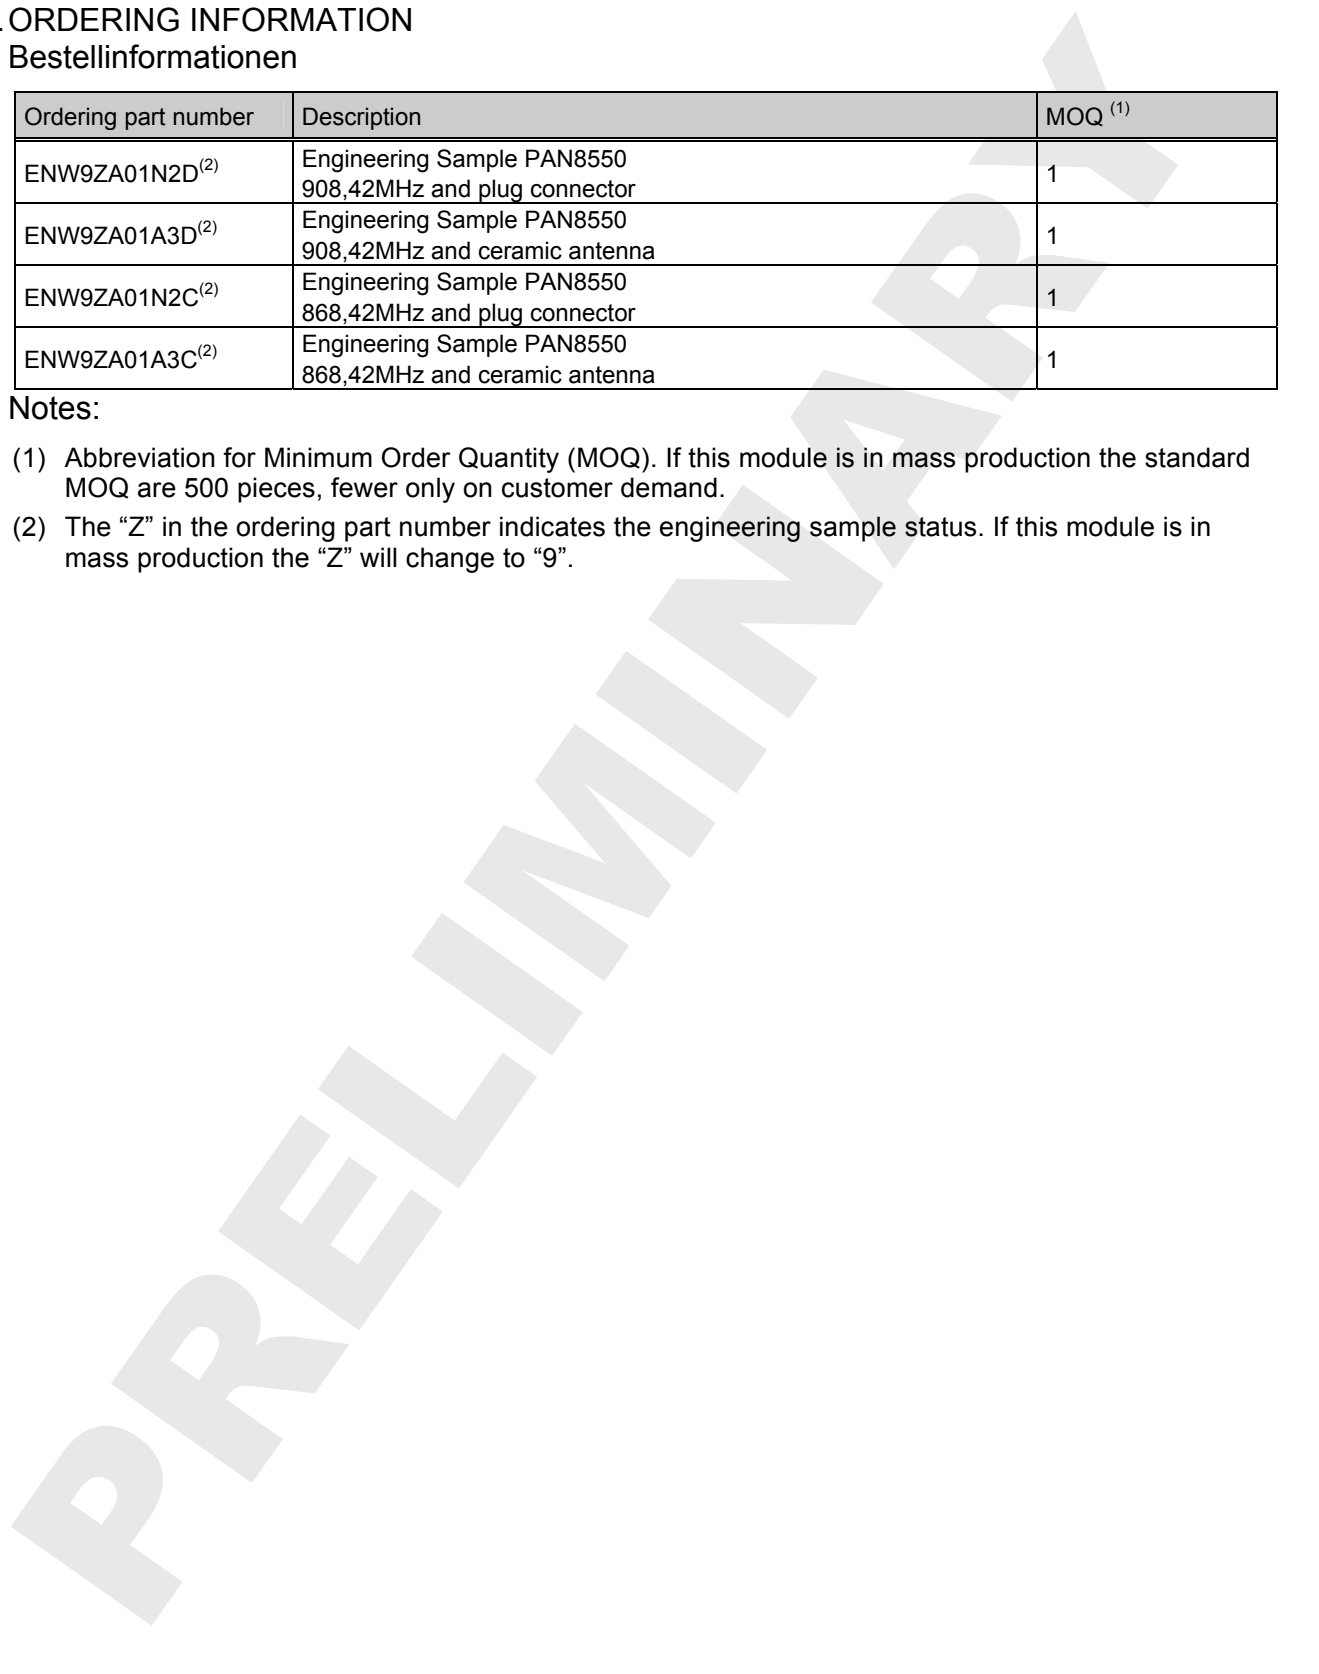 .ORDERING INFORMATION
Bestellinformationen
Ordering part number Description MOQ (1)
ENW9ZA01N2D(2) Engineering Sample PAN8550 1
908,42MHz and plug connector
ENW9ZA01A3D(2) Engineering Sample PAN8550 1
908,42MHz and ceramic antenna
ENW9ZA01N2C(2) Engineering Sample PAN8550 1
868,42MHz and plug connector
ENW9ZA01A3C(2) Engineering Sample PAN8550 1
868,42MHz and ceramic antenna
Notes:
(1) Abbreviation for Minimum Order Quantity (MOQ). If this module is in mass production the standard
MOQ are 500 pieces, fewer only on customer demand.
(2) The “Z” in the ordering part number indicates the engineering sample status. If this module is in
mass production the “Z” will change to “9”.
PRELIMINARY